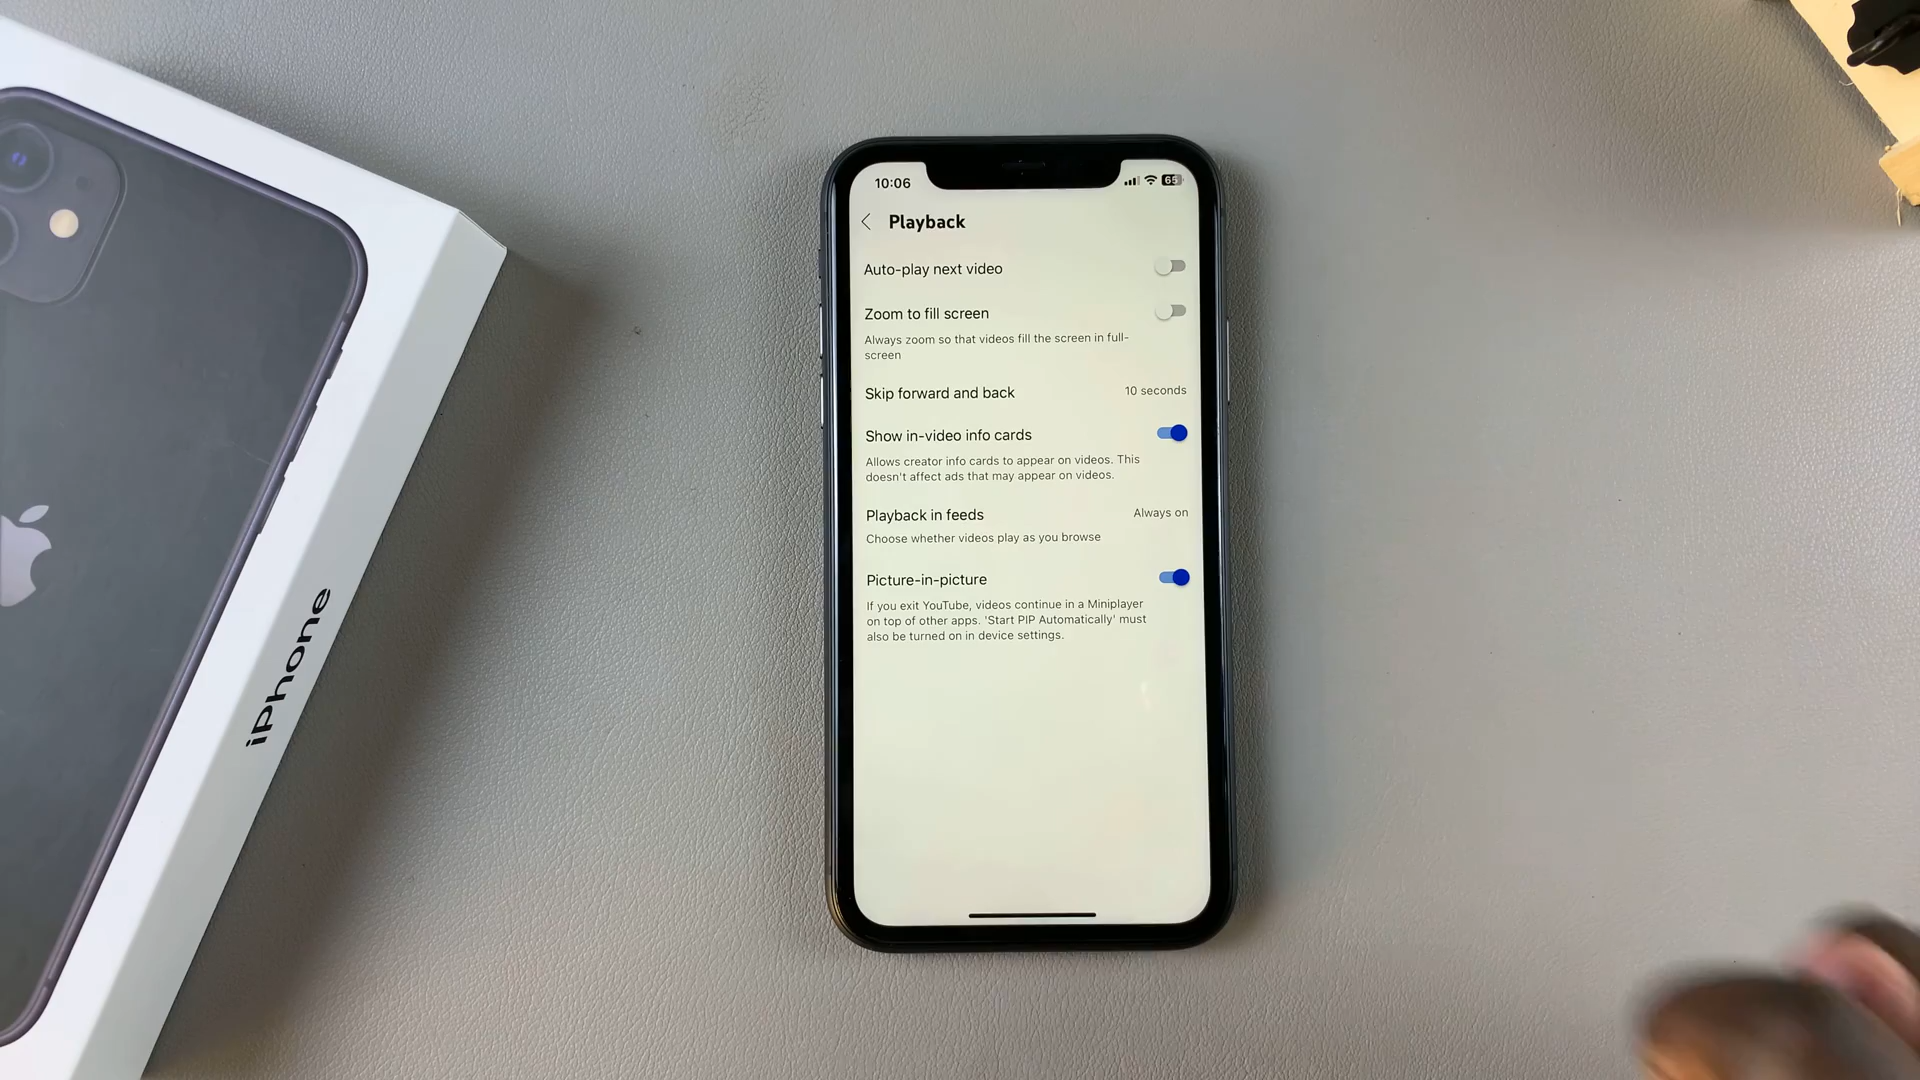 10:06
65
Playback
Auto-play next video
Zoom to fill screen
Always zoom so that videos fill the screen in full-
screen
Skip forward and back
10 seconds
Show in-video info cards
Allows creator info cards to appear on videos. This
doesn't affect ads that may appear on videos.
Playback in feeds
Always on
Choose whether videos play as you browse
Picture-in-picture
If you exit YouTube, videos continue in a Miniplayer
on top of other apps. 'Start PIP Automatically' must
also be turned on in device settings.
iPhone